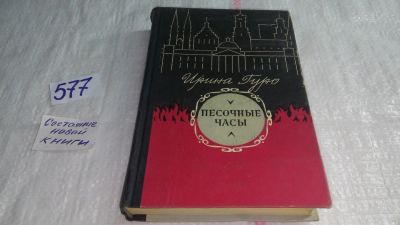 577
Состояние
новой
книги
Ирина Гуро
ПЕСОЧНЫЕ
ЧАСЫ